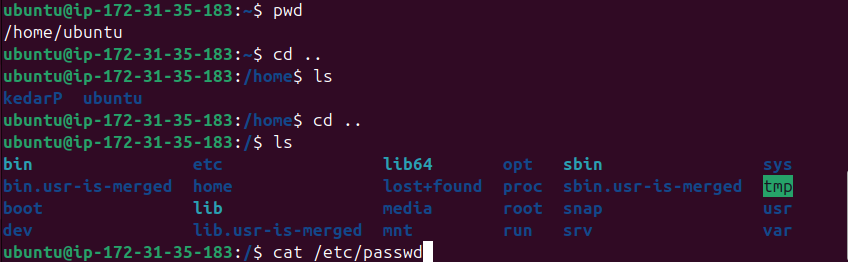 ubuntu@ip-172-31-35-183:~$ pwd
/home/ubuntu
ubuntu@ip-172-31-35-183:~$ cd ..
ubuntu@ip-172-31-35-183:/home$ ls
kedarP  ubuntu
ubuntu@ip-172-31-35-183:/home$ cd ..
ubuntu@ip-172-31-35-183:/$ ls
bin                etc                lib64       opt   sbin                sys
bin.usr-is-merged  home               lost+found  proc  sbin.usr-is-merged  tmp
boot               lib                media       root  snap                usr
dev                lib.usr-is-merged  mnt         run   srv                 var
ubuntu@ip-172-31-35-183:/$ cat /etc/passwd